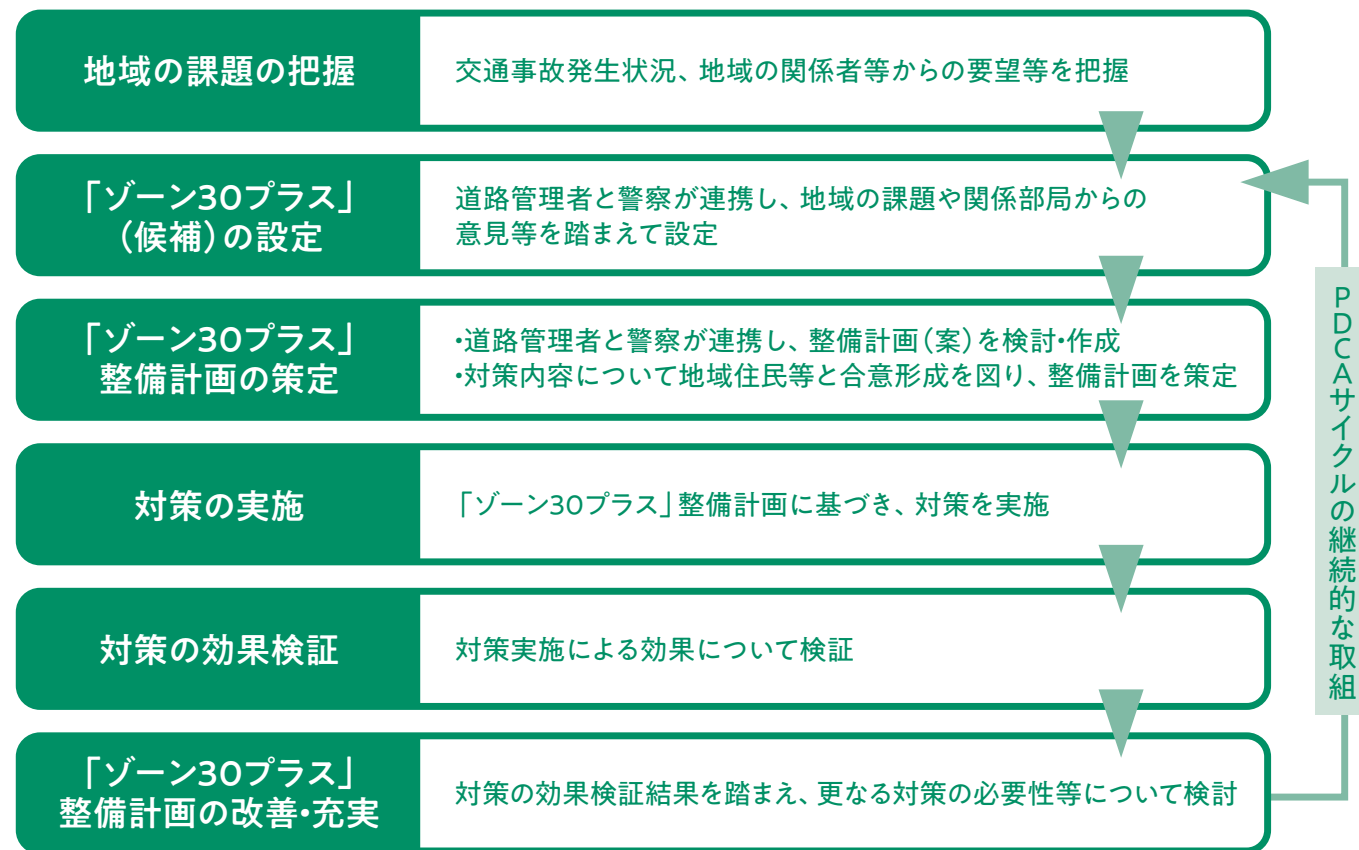 地域の課題の把握
交通事故発生状況、地域の関係者等からの要望等を把握
「ゾーン30プラス」
(候補)の設定
道路管理者と警察が連携し、地域の課題や関係部局からの
意見等を踏まえて設定
「ゾーン30プラス」
整備計画の策定
・道路管理者と警察が連携し、整備計画(案)を検討・作成
・対策内容について地域住民等と合意形成を図り、整備計画を策定
対策の実施
「ゾーン30プラス」整備計画に基づき、対策を実施
対策の効果検証
対策実施による効果について検証
「ゾーン30プラス」
整備計画の改善・充実
対策の効果検証結果を踏まえ、更なる対策の必要性等について検討
PDCAサイクルの継続的な取組